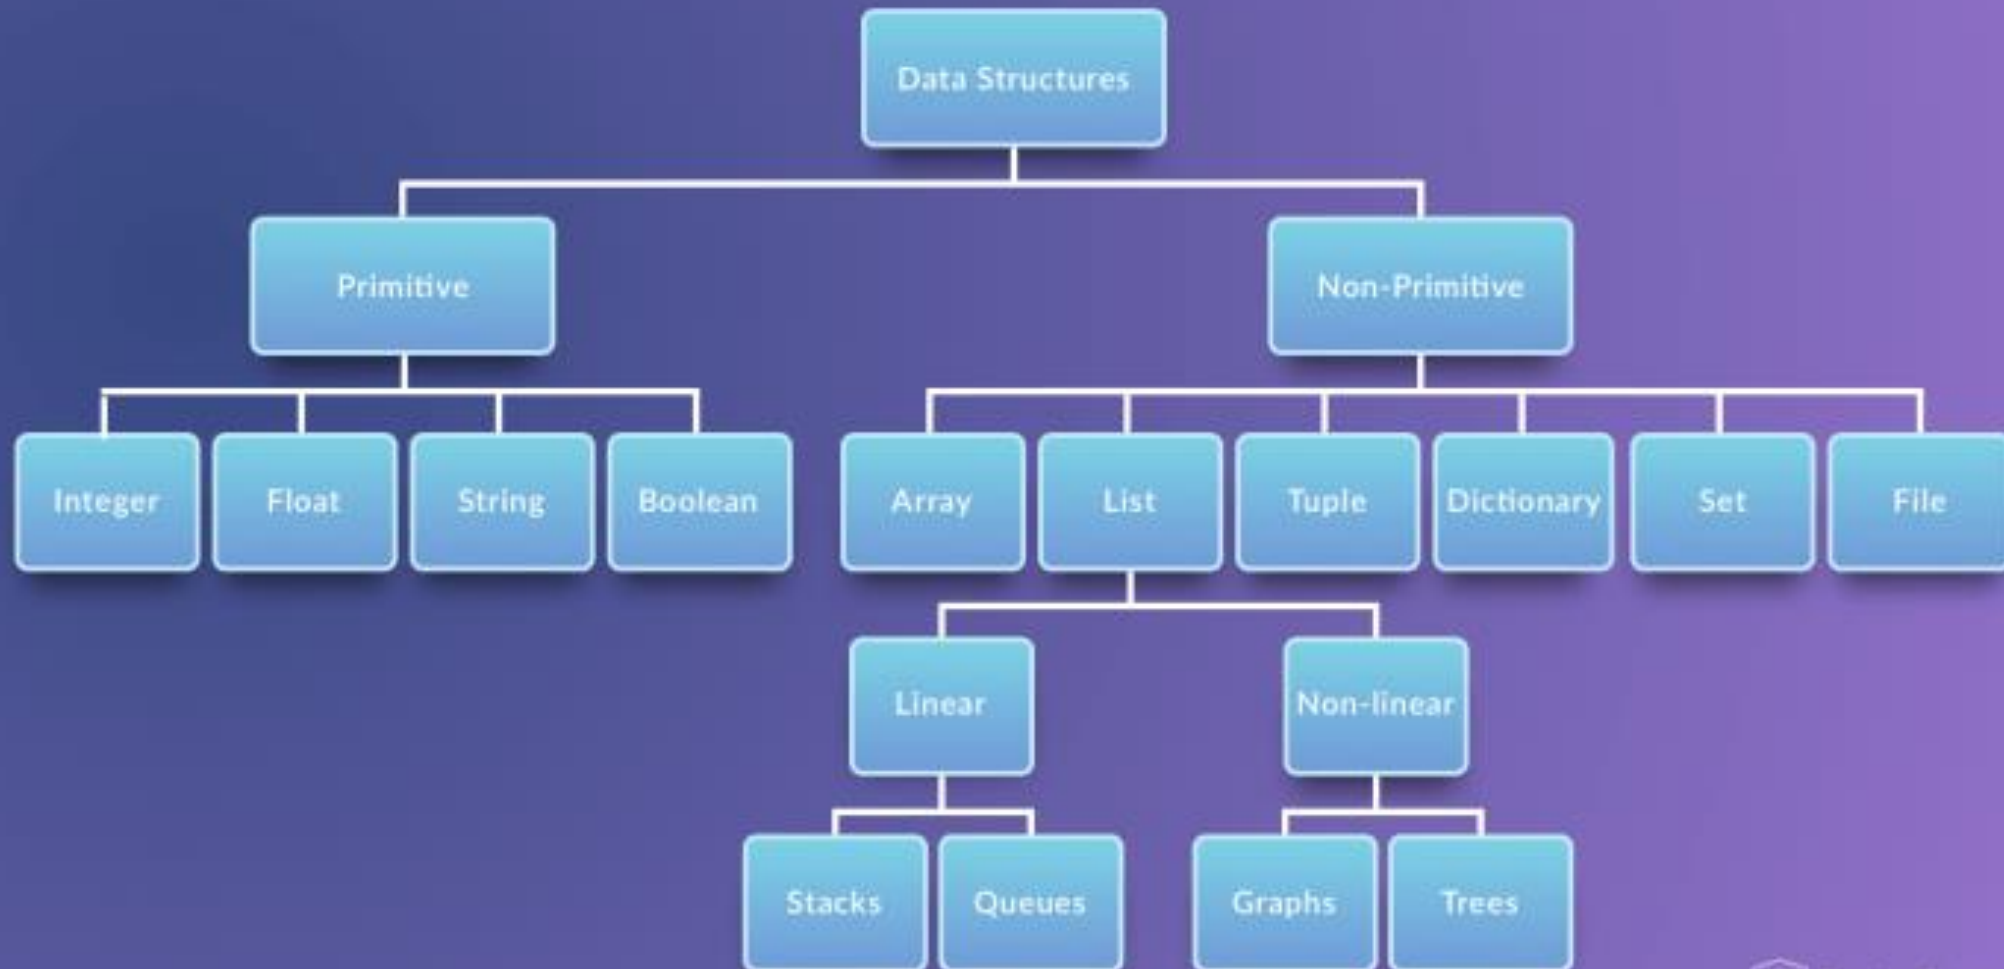 Data Structures
Primitive
Non-Primitive
Integer
Float
String
Boolean
Array
List
Tuple
Dictionary
Set
File
Linear
Non-linear
Stacks
Queues
Graphs
Trees